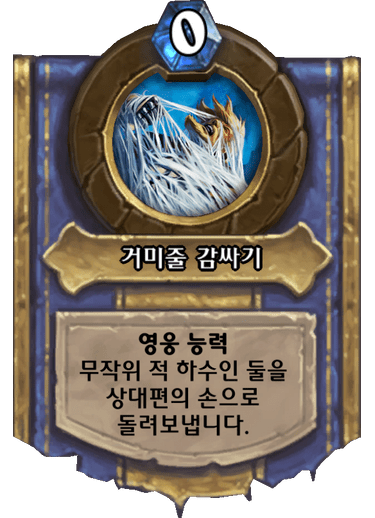 0
거미줄 감싸기
영웅 능력
무작위 적 하수인 둘을
상대편의 손으로
돌려보냅니다.